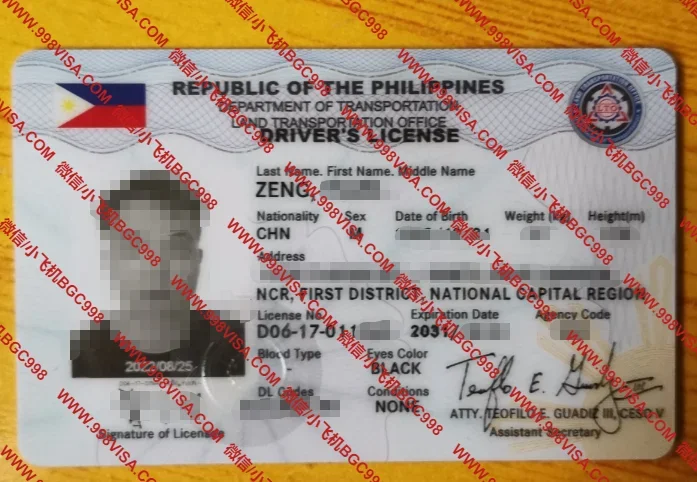 REPUBLIC OF THE PHILIPPINES
DEPARTMENT OF TRANSPORTATION
LAND TRANSPORTATION OFFICE
DRIVER'S LICENSE
Last Name. First Name. Middle Name
ZENG,
Nationality Sex Date of Birth Weight (kg) Height(m)
CHN M
Address
NCR, FIRST DISTRICT, NATIONAL CAPITAL REGION
License No. Expiration Date Agency Code
D06-17-011 2031
Blood Type Eyes Color
BLACK
DL Codes Conditions
NONE
2022/08/25
Signature of Licensee
ATTY. TEOFILO E. GUADIZ III, CESO V
Assistant Secretary
WWW.998VISA.COM 微信/小飞机BGC998